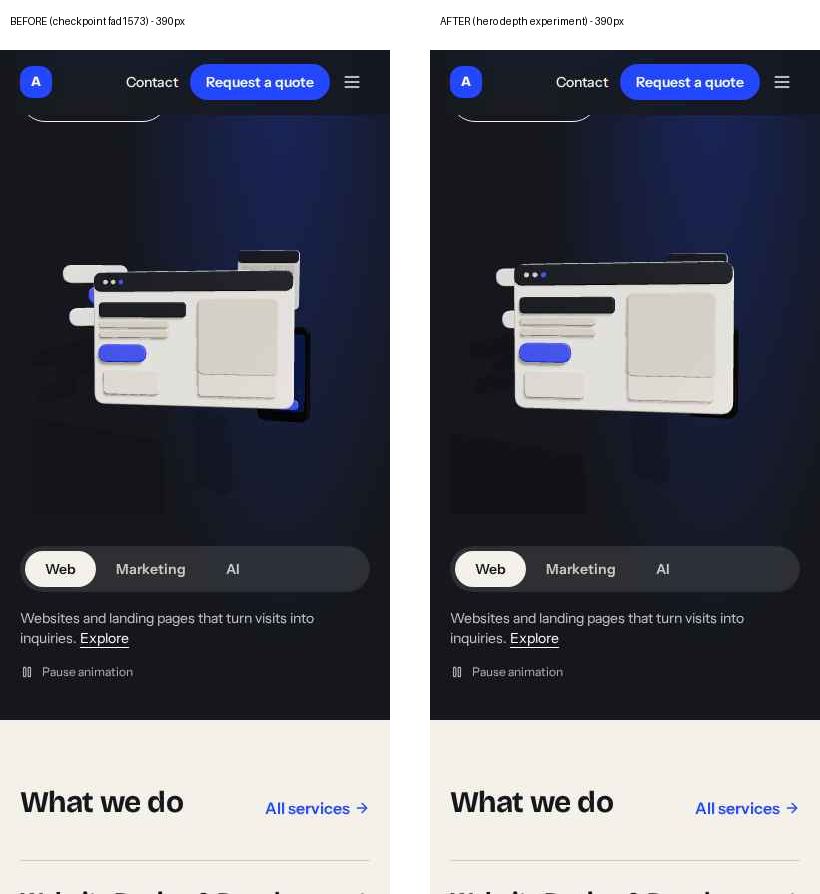 BEFORE (checkpoint fad1573) - 390px
A
Contact
Request a quote
Web
Marketing
AI
Websites and landing pages that turn visits into
inquiries. Explore
Pause animation
What we do
All services →
AFTER (hero depth experiment) - 390px
A
Contact
Request a quote
Web
Marketing
AI
Websites and landing pages that turn visits into
inquiries. Explore
Pause animation
What we do
All services →